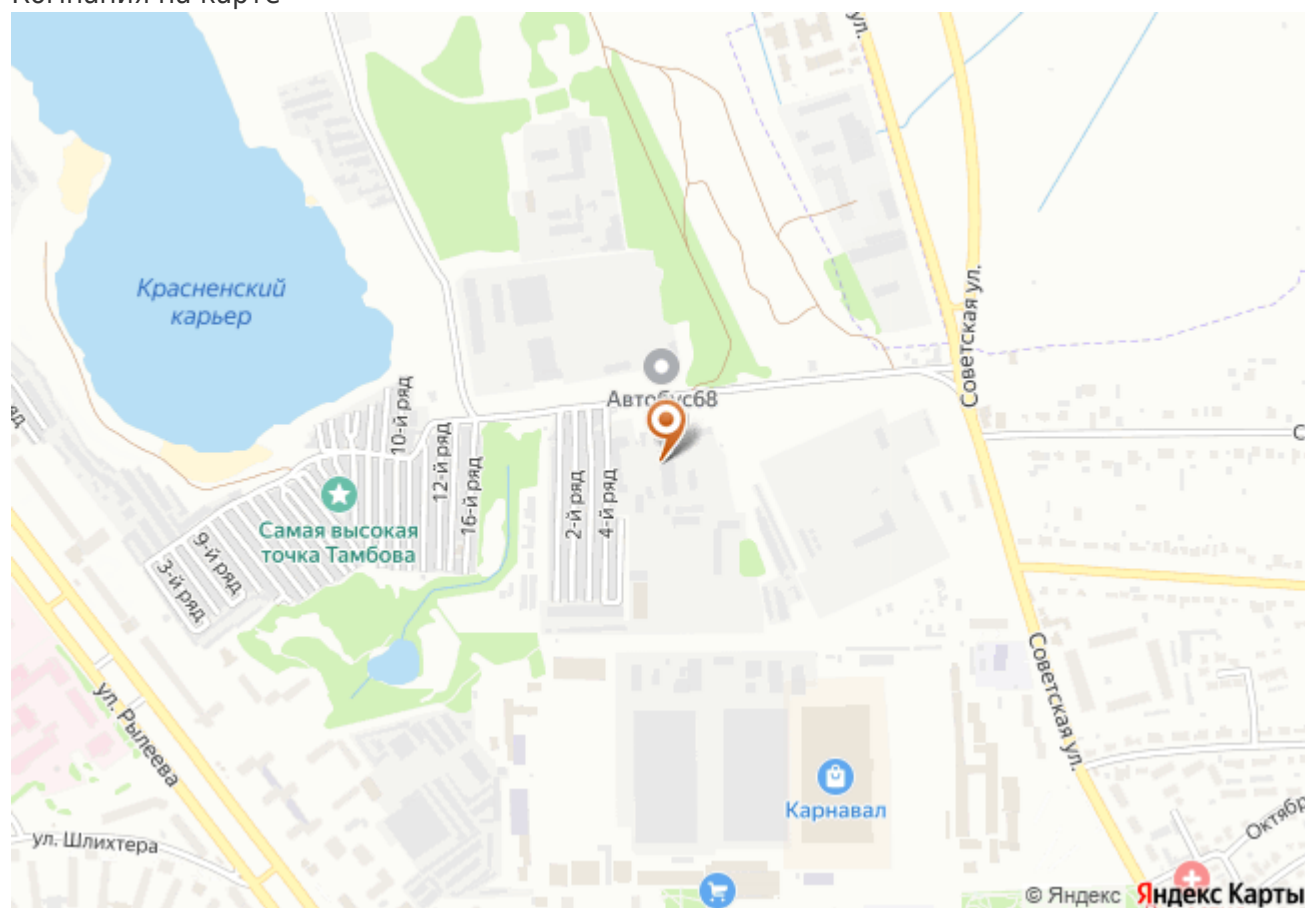 Компания на карте
ул.
Красненский
карьер
Советская ул.
Автобус68
10-й ряд
12-й ряд
16-й ряд
2-й ряд
4-й ряд
Самая высокая
точка Тамбова
9-й ряд
3-й ряд
Советская ул.
ул. Рылеева
Карнавал
ул. Шлихтера
Октябр
© Яндекс Яндекс Карты